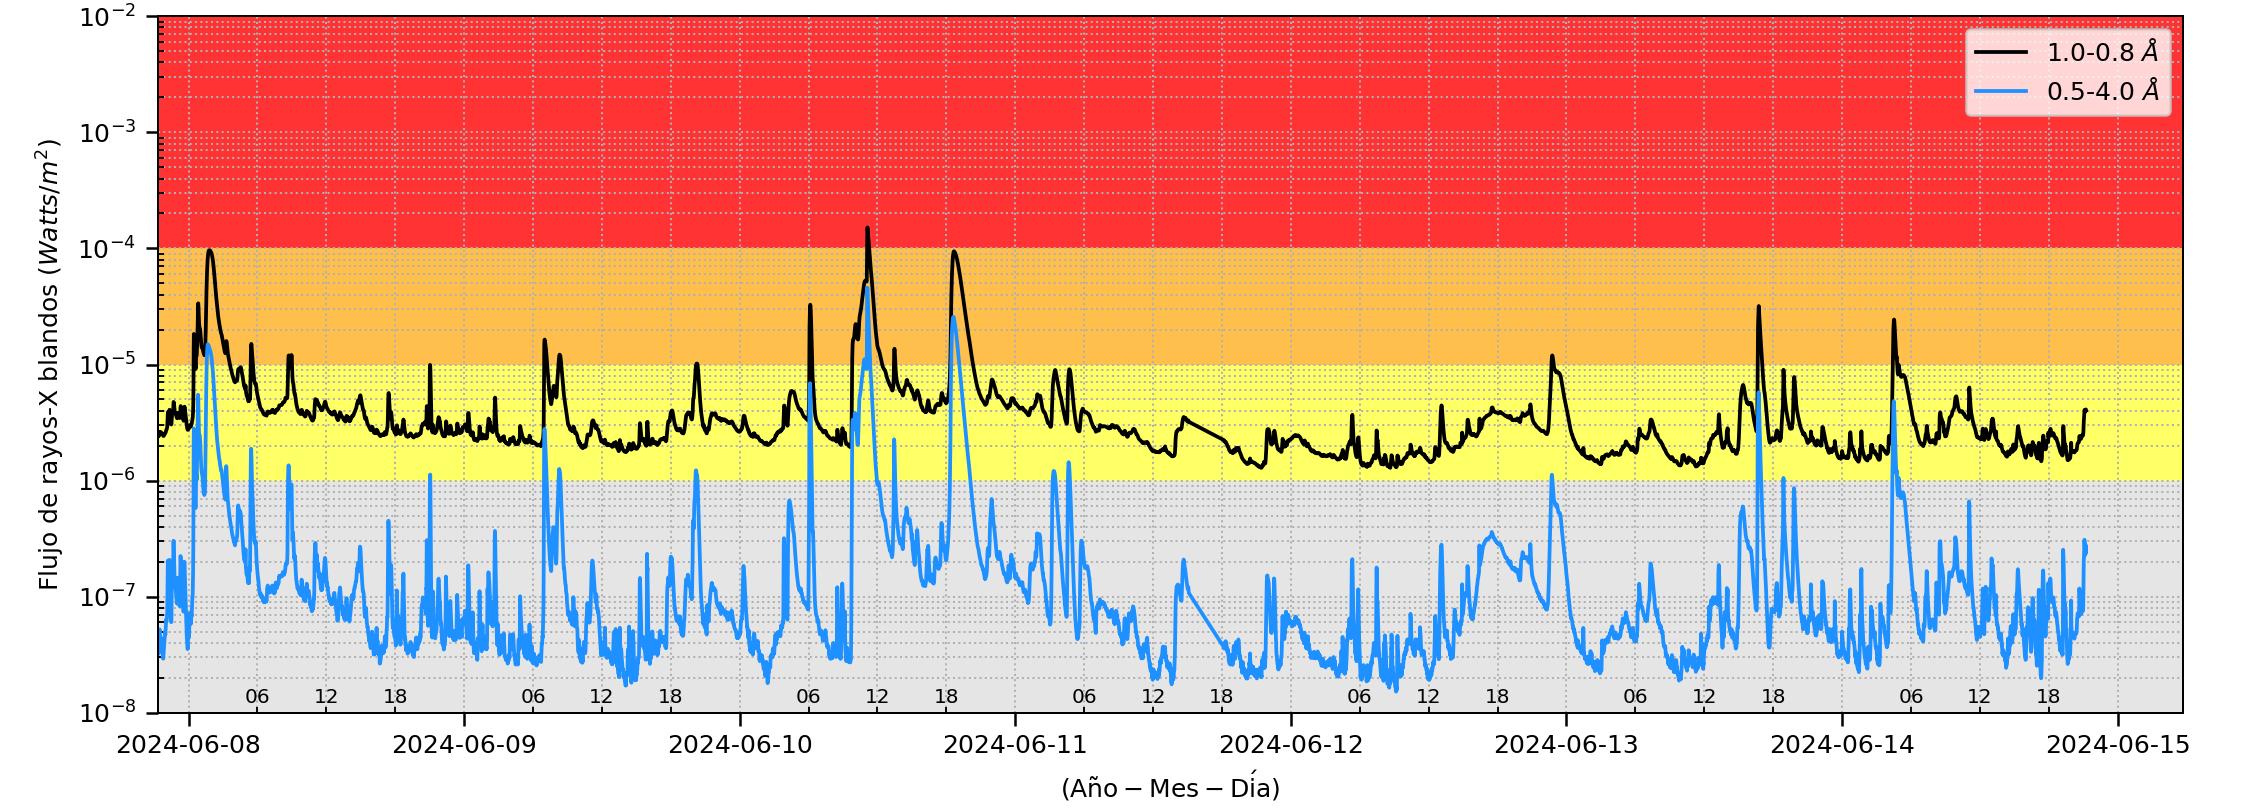 10⁻²
10⁻³
10⁻⁴
10⁻⁵
10⁻⁶
10⁻⁷
10⁻⁸
Flujo de rayos-X blandos (Watts/m²)
1.0-0.8 Å
0.5-4.0 Å
06 12 18 06 12 18 06 12 18 06 12 18 06 12 18 06 12 18 06 12 18
2024-06-08 2024-06-09 2024-06-10 2024-06-11 2024-06-12 2024-06-13 2024-06-14 2024-06-15
(Año − Mes − Día)